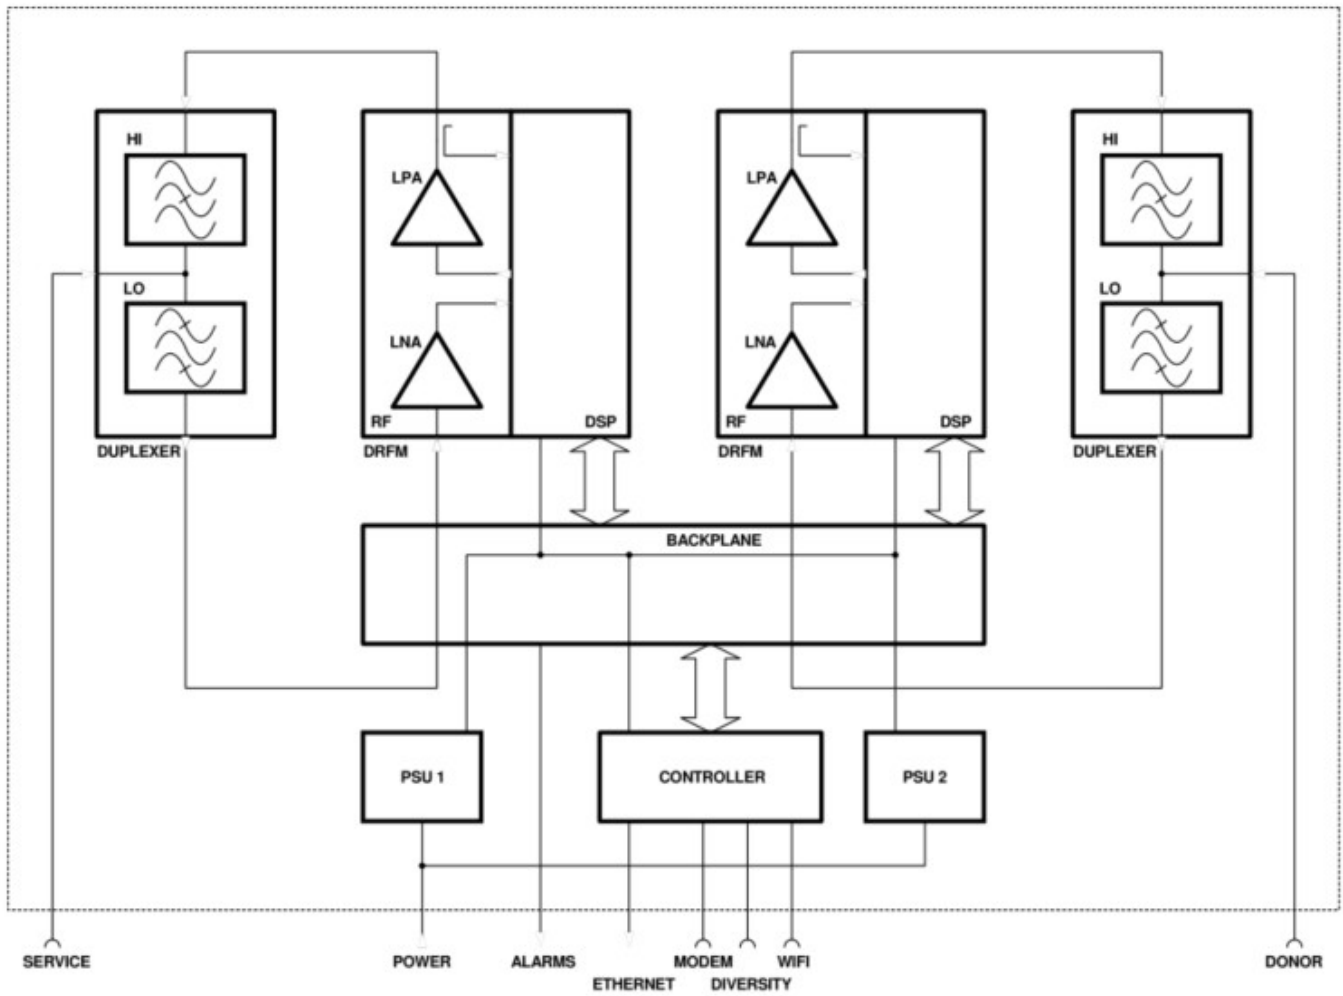 HI
HI
LPA
LPA
LO
LO
LNA
LNA
RF
DSP
RF
DSP
DUPLEXER
DRFM
DRFM
DUPLEXER
BACKPLANE
PSU 1
CONTROLLER
PSU 2
SERVICE
POWER
ALARMS
MODEM
WIFI
DONOR
ETHERNET
DIVERSITY